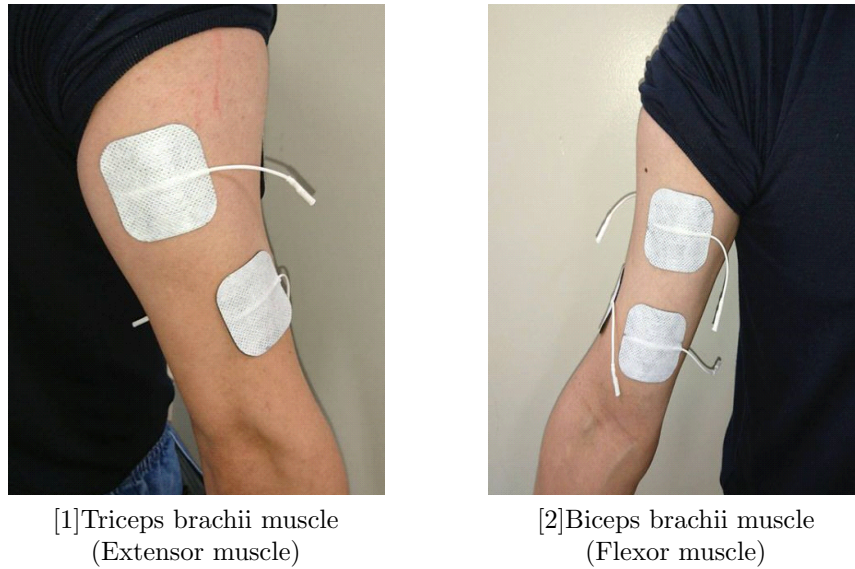 [1]Triceps brachii muscle
(Extensor muscle)
[2]Biceps brachii muscle
(Flexor muscle)